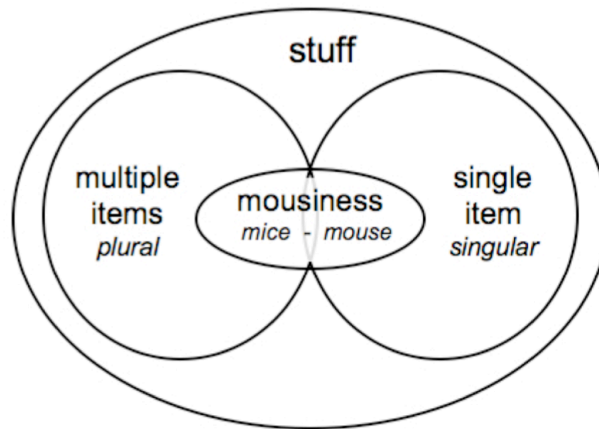 stuff
multiple
items
plural
mousiness
mice - mouse
single
item
singular